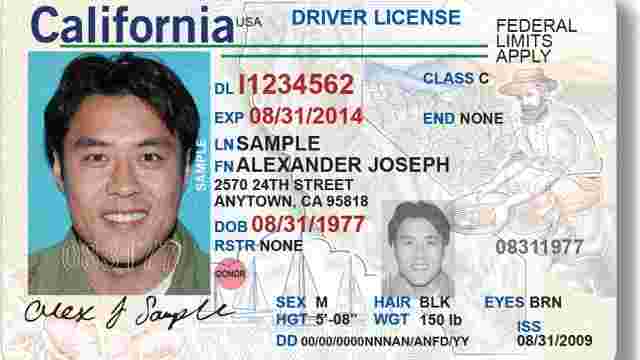 California USA DRIVER LICENSE
FEDERAL
LIMITS
APPLY
DL I1234562 CLASS C
EXP 08/31/2014 END NONE
LN SAMPLE
FN ALEXANDER JOSEPH
2570 24TH STREET
ANYTOWN, CA 95818
DOB 08/31/1977
RSTR NONE
08311977
SAMPLE
DONOR
Alex J Sample
SEX M HAIR BLK EYES BRN
HGT 5'-08" WGT 150 lb
ISS
DD 00/00/0000NNNAN/ANFD/YY 08/31/2009